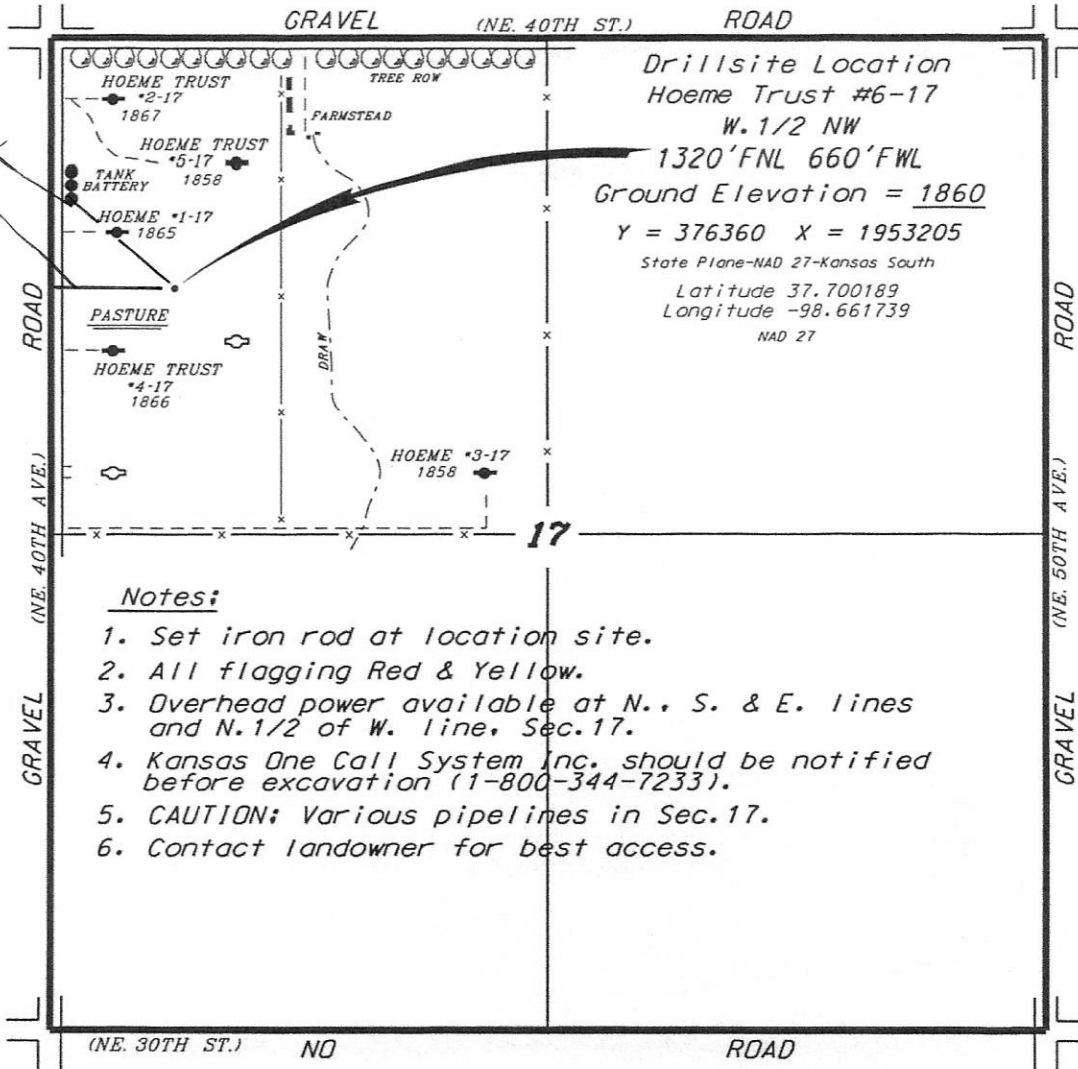 GRAVEL (NE. 40TH ST.) ROAD
TREE ROW
HOEME TRUST
#2-17
1867
FARMSTEAD
HOEME TRUST
#5-17
1858
TANK
BATTERY
HOEME #1-17
1865
PASTURE
HOEME TRUST
#4-17
1866
DRAW
HOEME #3-17
1858
17
Drillsite Location
Hoeme Trust #6-17
W.1/2 NW
1320'FNL 660'FWL
Ground Elevation = 1860
Y = 376360 X = 1953205
State Plane-NAD 27-Kansas South
Latitude 37.700189
Longitude -98.661739
NAD 27
GRAVEL (NE. 40TH AVE.) ROAD
GRAVEL (NE. 50TH AVE.) ROAD
Notes:
1. Set iron rod at location site.
2. All flagging Red & Yellow.
3. Overhead power available at N., S. & E. lines
and N.1/2 of W. line, Sec.17.
4. Kansas One Call System Inc. should be notified
before excavation (1-800-344-7233).
5. CAUTION: Various pipelines in Sec.17.
6. Contact landowner for best access.
(NE. 30TH ST.) NO ROAD